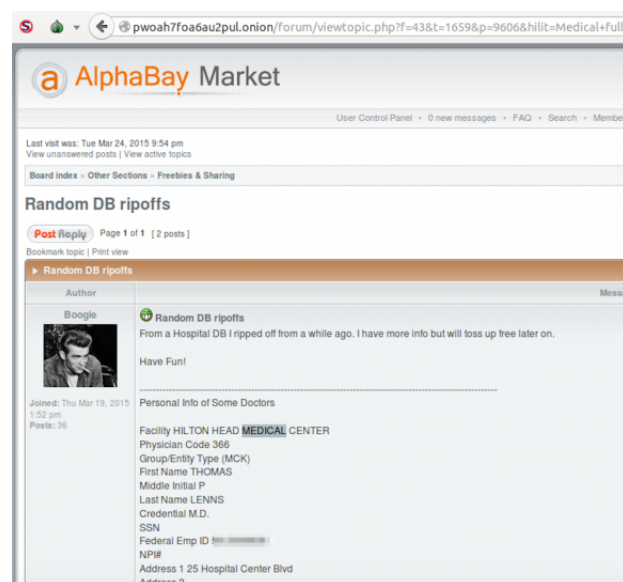 pwoah7foa6au2pul.onion/forum/viewtopic.php?f=43&t=1659&p=9606&hilit=Medical+full
AlphaBay Market
User Control Panel • 0 new messages • FAQ • Search • Membe
Last visit was: Tue Mar 24, 2015 9:54 pm
View unanswered posts | View active topics
Board index » Other Sections » Freebies & Sharing
Random DB ripoffs
Post Reply Page 1 of 1 [ 2 posts ]
Bookmark topic | Print view
Random DB ripoffs
Author Messa
Boogie
Random DB ripoffs
From a Hospital DB I ripped off from a while ago. I have more info but will toss up free later on.
Have Fun!
Joined: Thu Mar 19, 2015 1:52 pm
Posts: 36
Personal Info of Some Doctors
Facility HILTON HEAD MEDICAL CENTER
Physician Code 366
Group/Entity Type (MCK)
First Name THOMAS
Middle Initial P
Last Name LENNS
Credential M.D.
SSN
Federal Emp ID
NPI#
Address 1 25 Hospital Center Blvd
Address 2